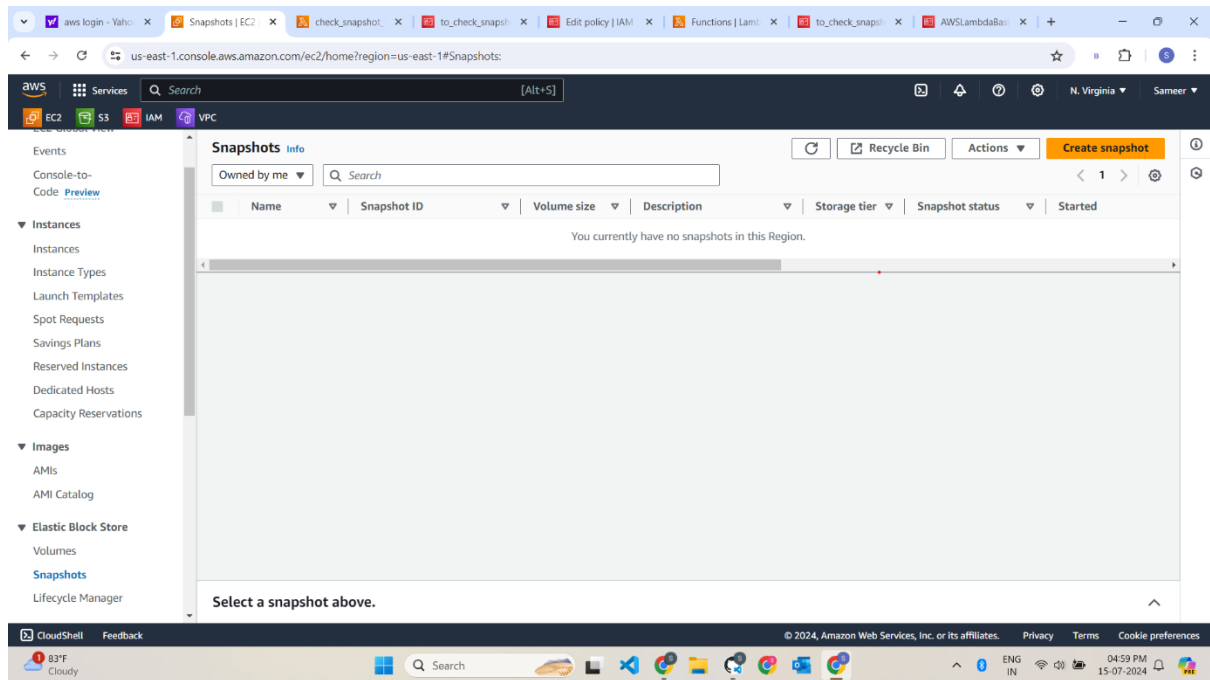 aws login - Yaho
Snapshots | EC2 |
check_snapshot_
to_check_snapsh
Edit policy | IAM
Functions | Lamb
to_check_snapsh
AWSLambdaBasi
us-east-1.console.aws.amazon.com/ec2/home?region=us-east-1#Snapshots:
S
aws Services Search [Alt+S] N. Virginia Sameer
EC2 S3 IAM VPC
EC2 Global View
Events
Console-to-
Code Preview
Instances
Instances
Instance Types
Launch Templates
Spot Requests
Savings Plans
Reserved Instances
Dedicated Hosts
Capacity Reservations
Images
AMIs
AMI Catalog
Elastic Block Store
Volumes
Snapshots
Lifecycle Manager
Snapshots Info Recycle Bin Actions Create snapshot
Owned by me Search 1
Name Snapshot ID Volume size Description Storage tier Snapshot status Started
You currently have no snapshots in this Region.
Select a snapshot above.
CloudShell Feedback © 2024, Amazon Web Services, Inc. or its affiliates. Privacy Terms Cookie preferences
1 83°F
Cloudy
Search
ENG
IN
04:59 PM
15-07-2024
PRE